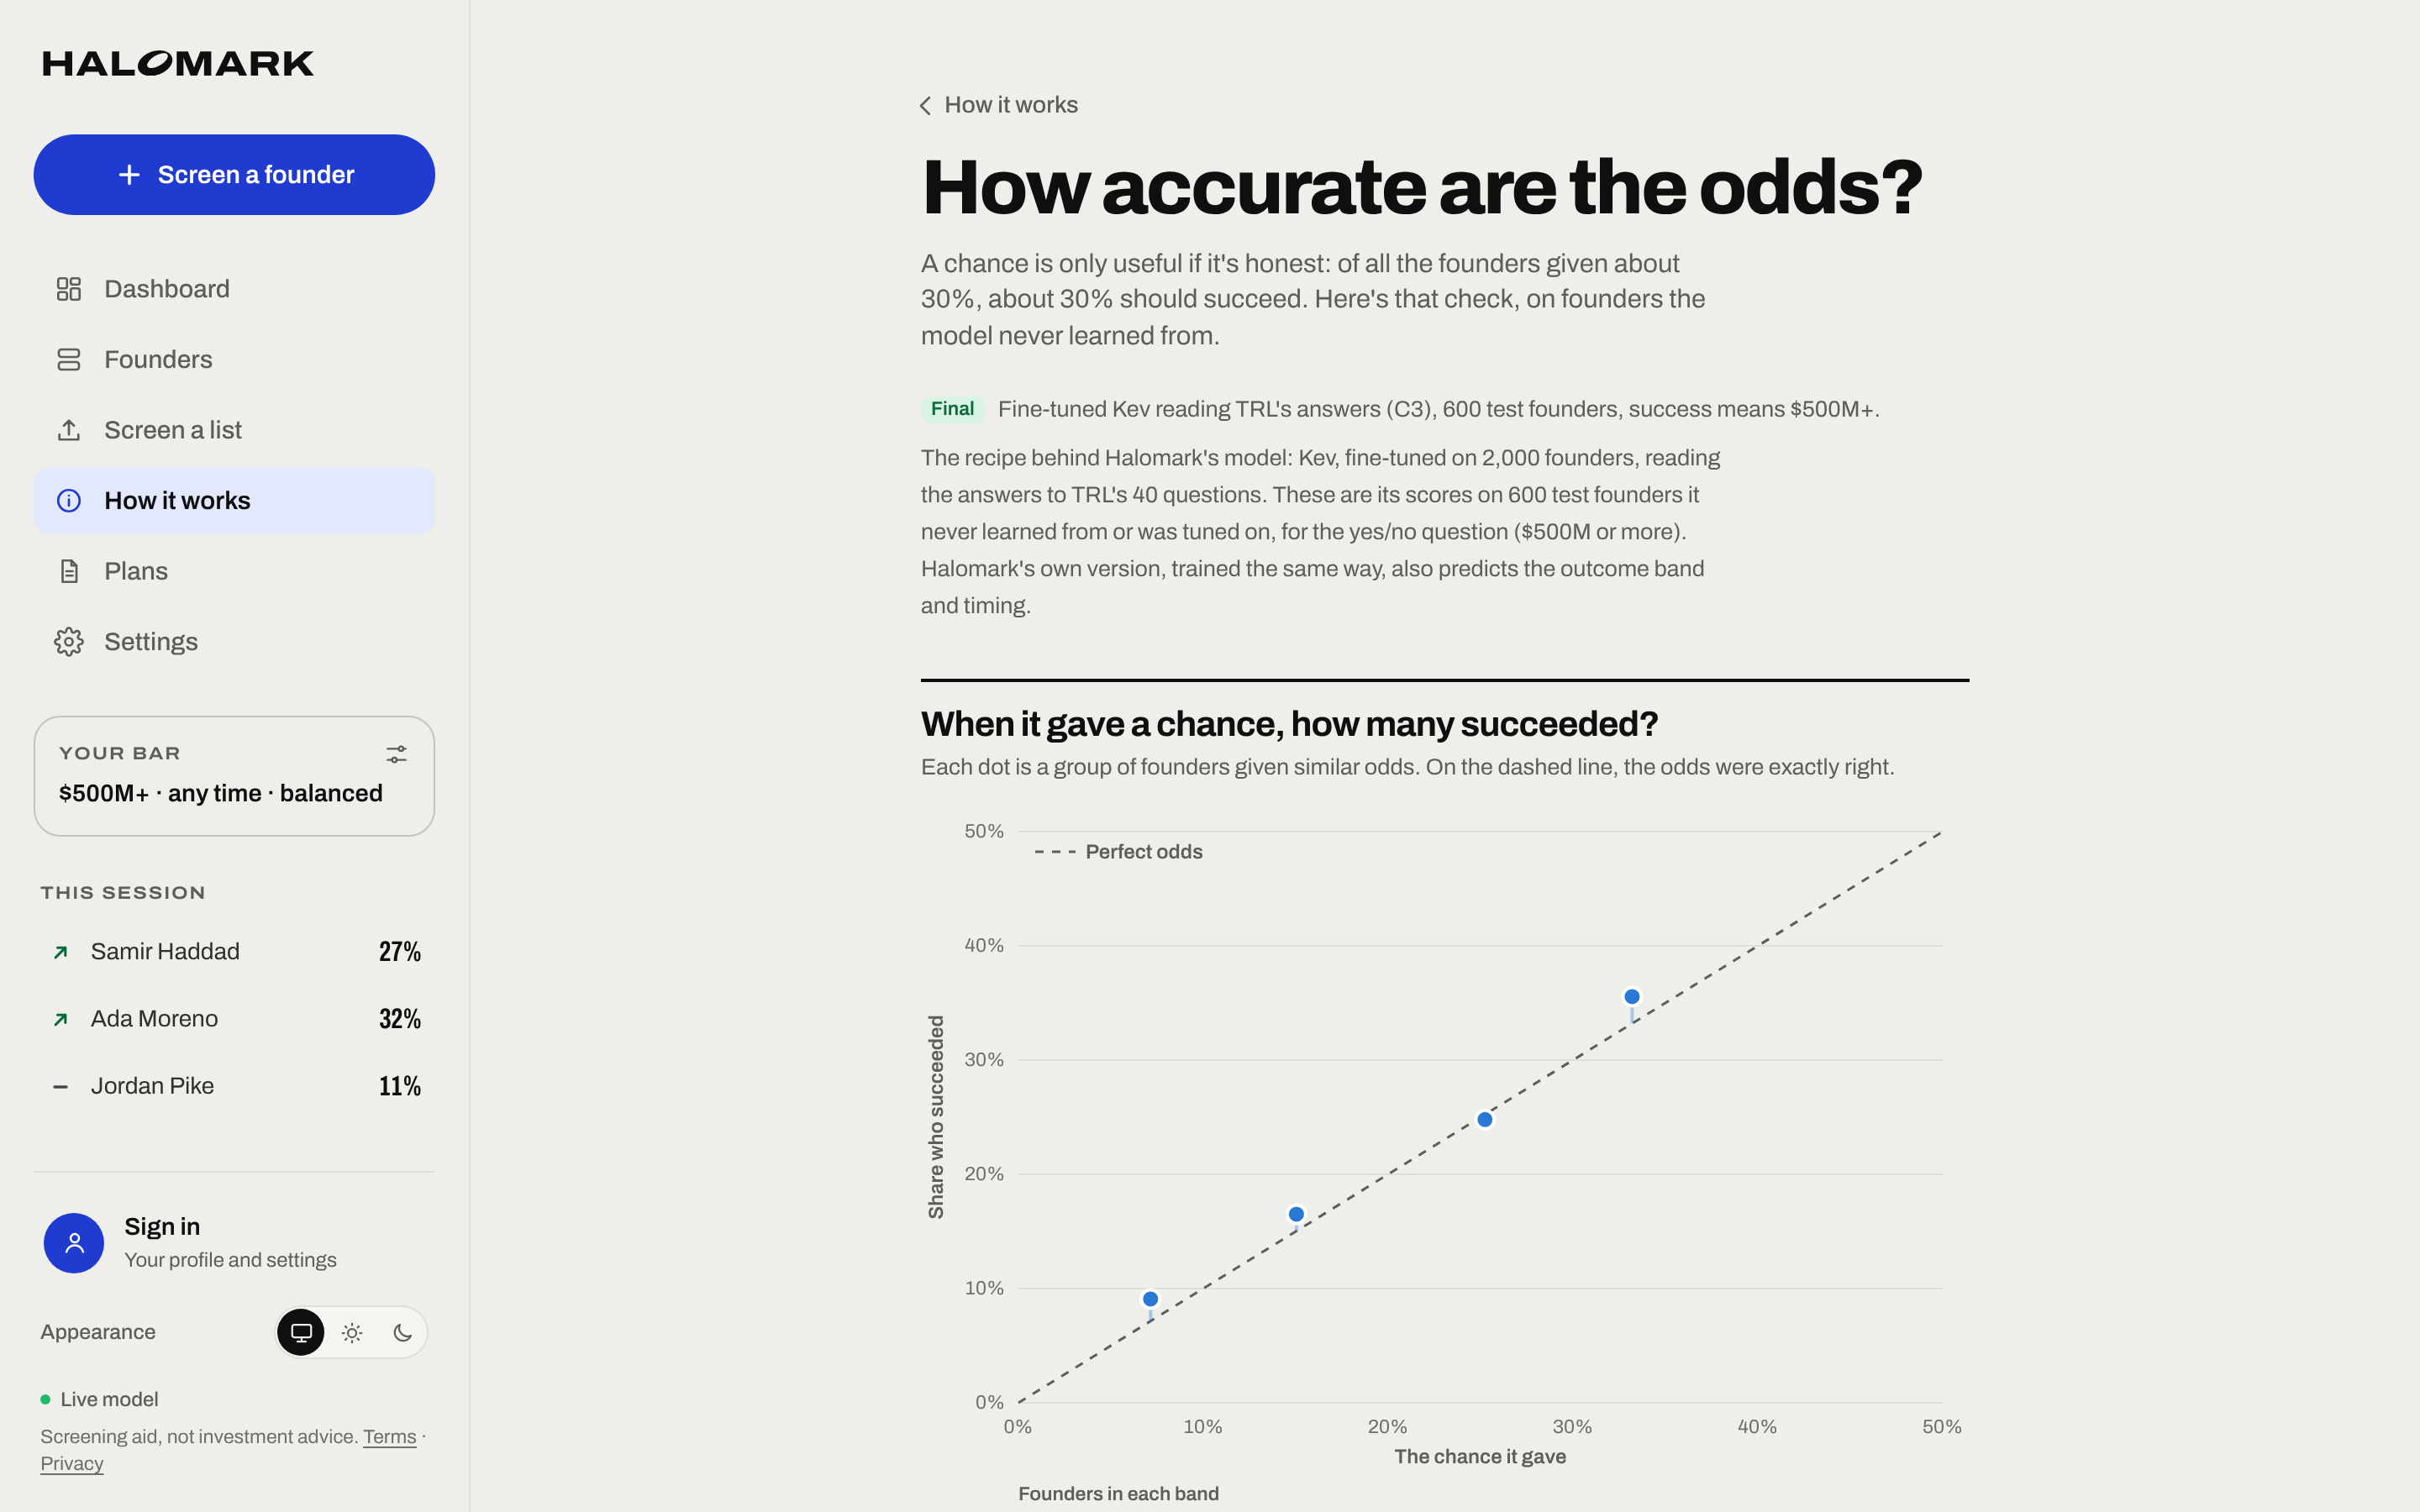 HALOMARK
Screen a founder
Dashboard
Founders
Screen a list
How it works
Plans
Settings
YOUR BAR
$500M+ · any time · balanced
THIS SESSION
Samir Haddad 27%
Ada Moreno 32%
Jordan Pike 11%
Sign in
Your profile and settings
Appearance
Live model
Screening aid, not investment advice. Terms ·
Privacy
How it works
How accurate are the odds?
A chance is only useful if it's honest: of all the founders given about
30%, about 30% should succeed. Here's that check, on founders the
model never learned from.
Final Fine-tuned Kev reading TRL's answers (C3), 600 test founders, success means $500M+.
The recipe behind Halomark's model: Kev, fine-tuned on 2,000 founders, reading
the answers to TRL's 40 questions. These are its scores on 600 test founders it
never learned from or was tuned on, for the yes/no question ($500M or more).
Halomark's own version, trained the same way, also predicts the outcome band
and timing.
When it gave a chance, how many succeeded?
Each dot is a group of founders given similar odds. On the dashed line, the odds were exactly right.
50%
Perfect odds
40%
30%
20%
10%
0%
Share who succeeded
0% 10% 20% 30% 40% 50%
The chance it gave
Founders in each band